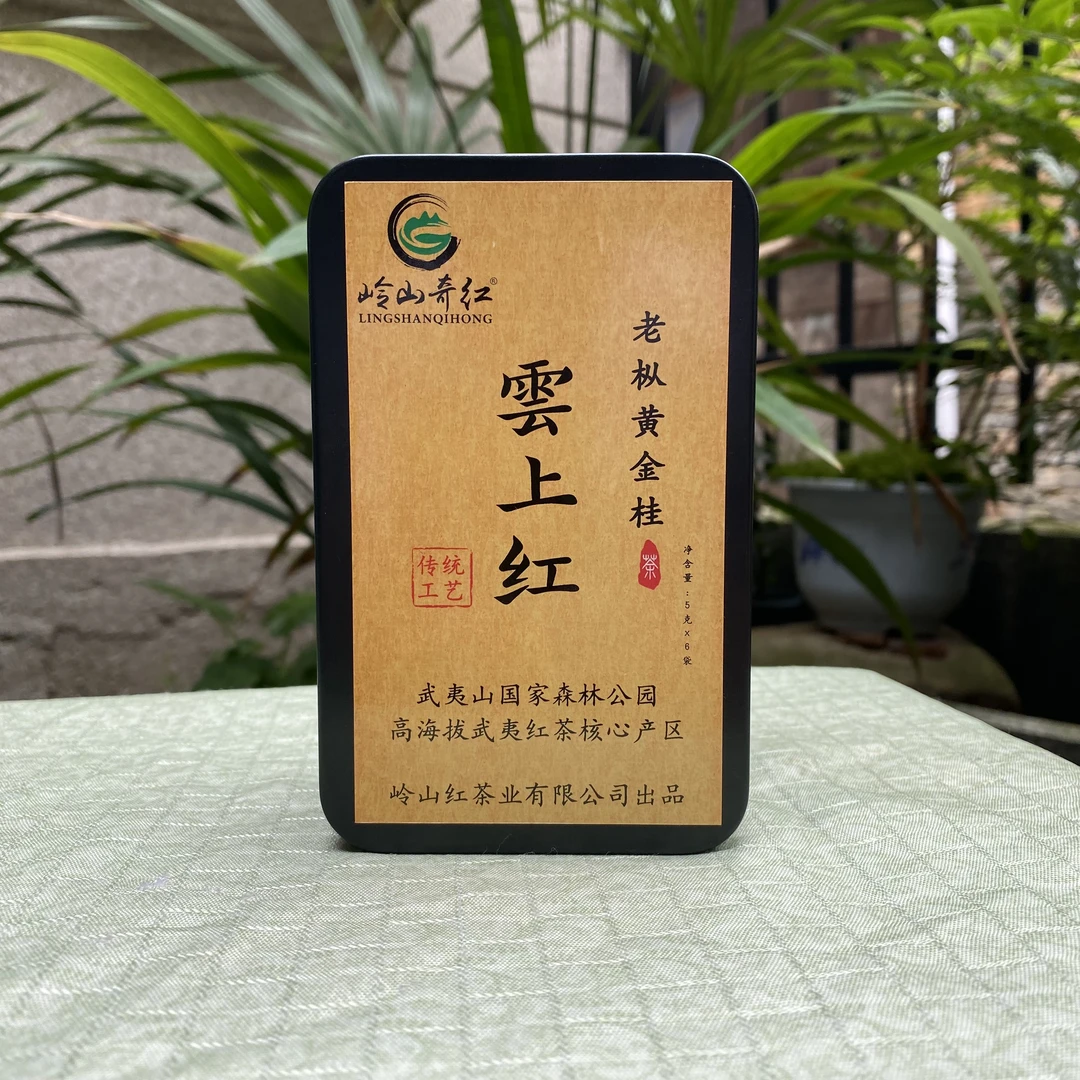 岭山奇红®
LINGSHANQIHONG
老枞黄金桂
雲上红
传统
工艺
茶
净含量:5克x6袋
武夷山国家森林公园
高海拔武夷红茶核心产区
岭山红茶业有限公司出品